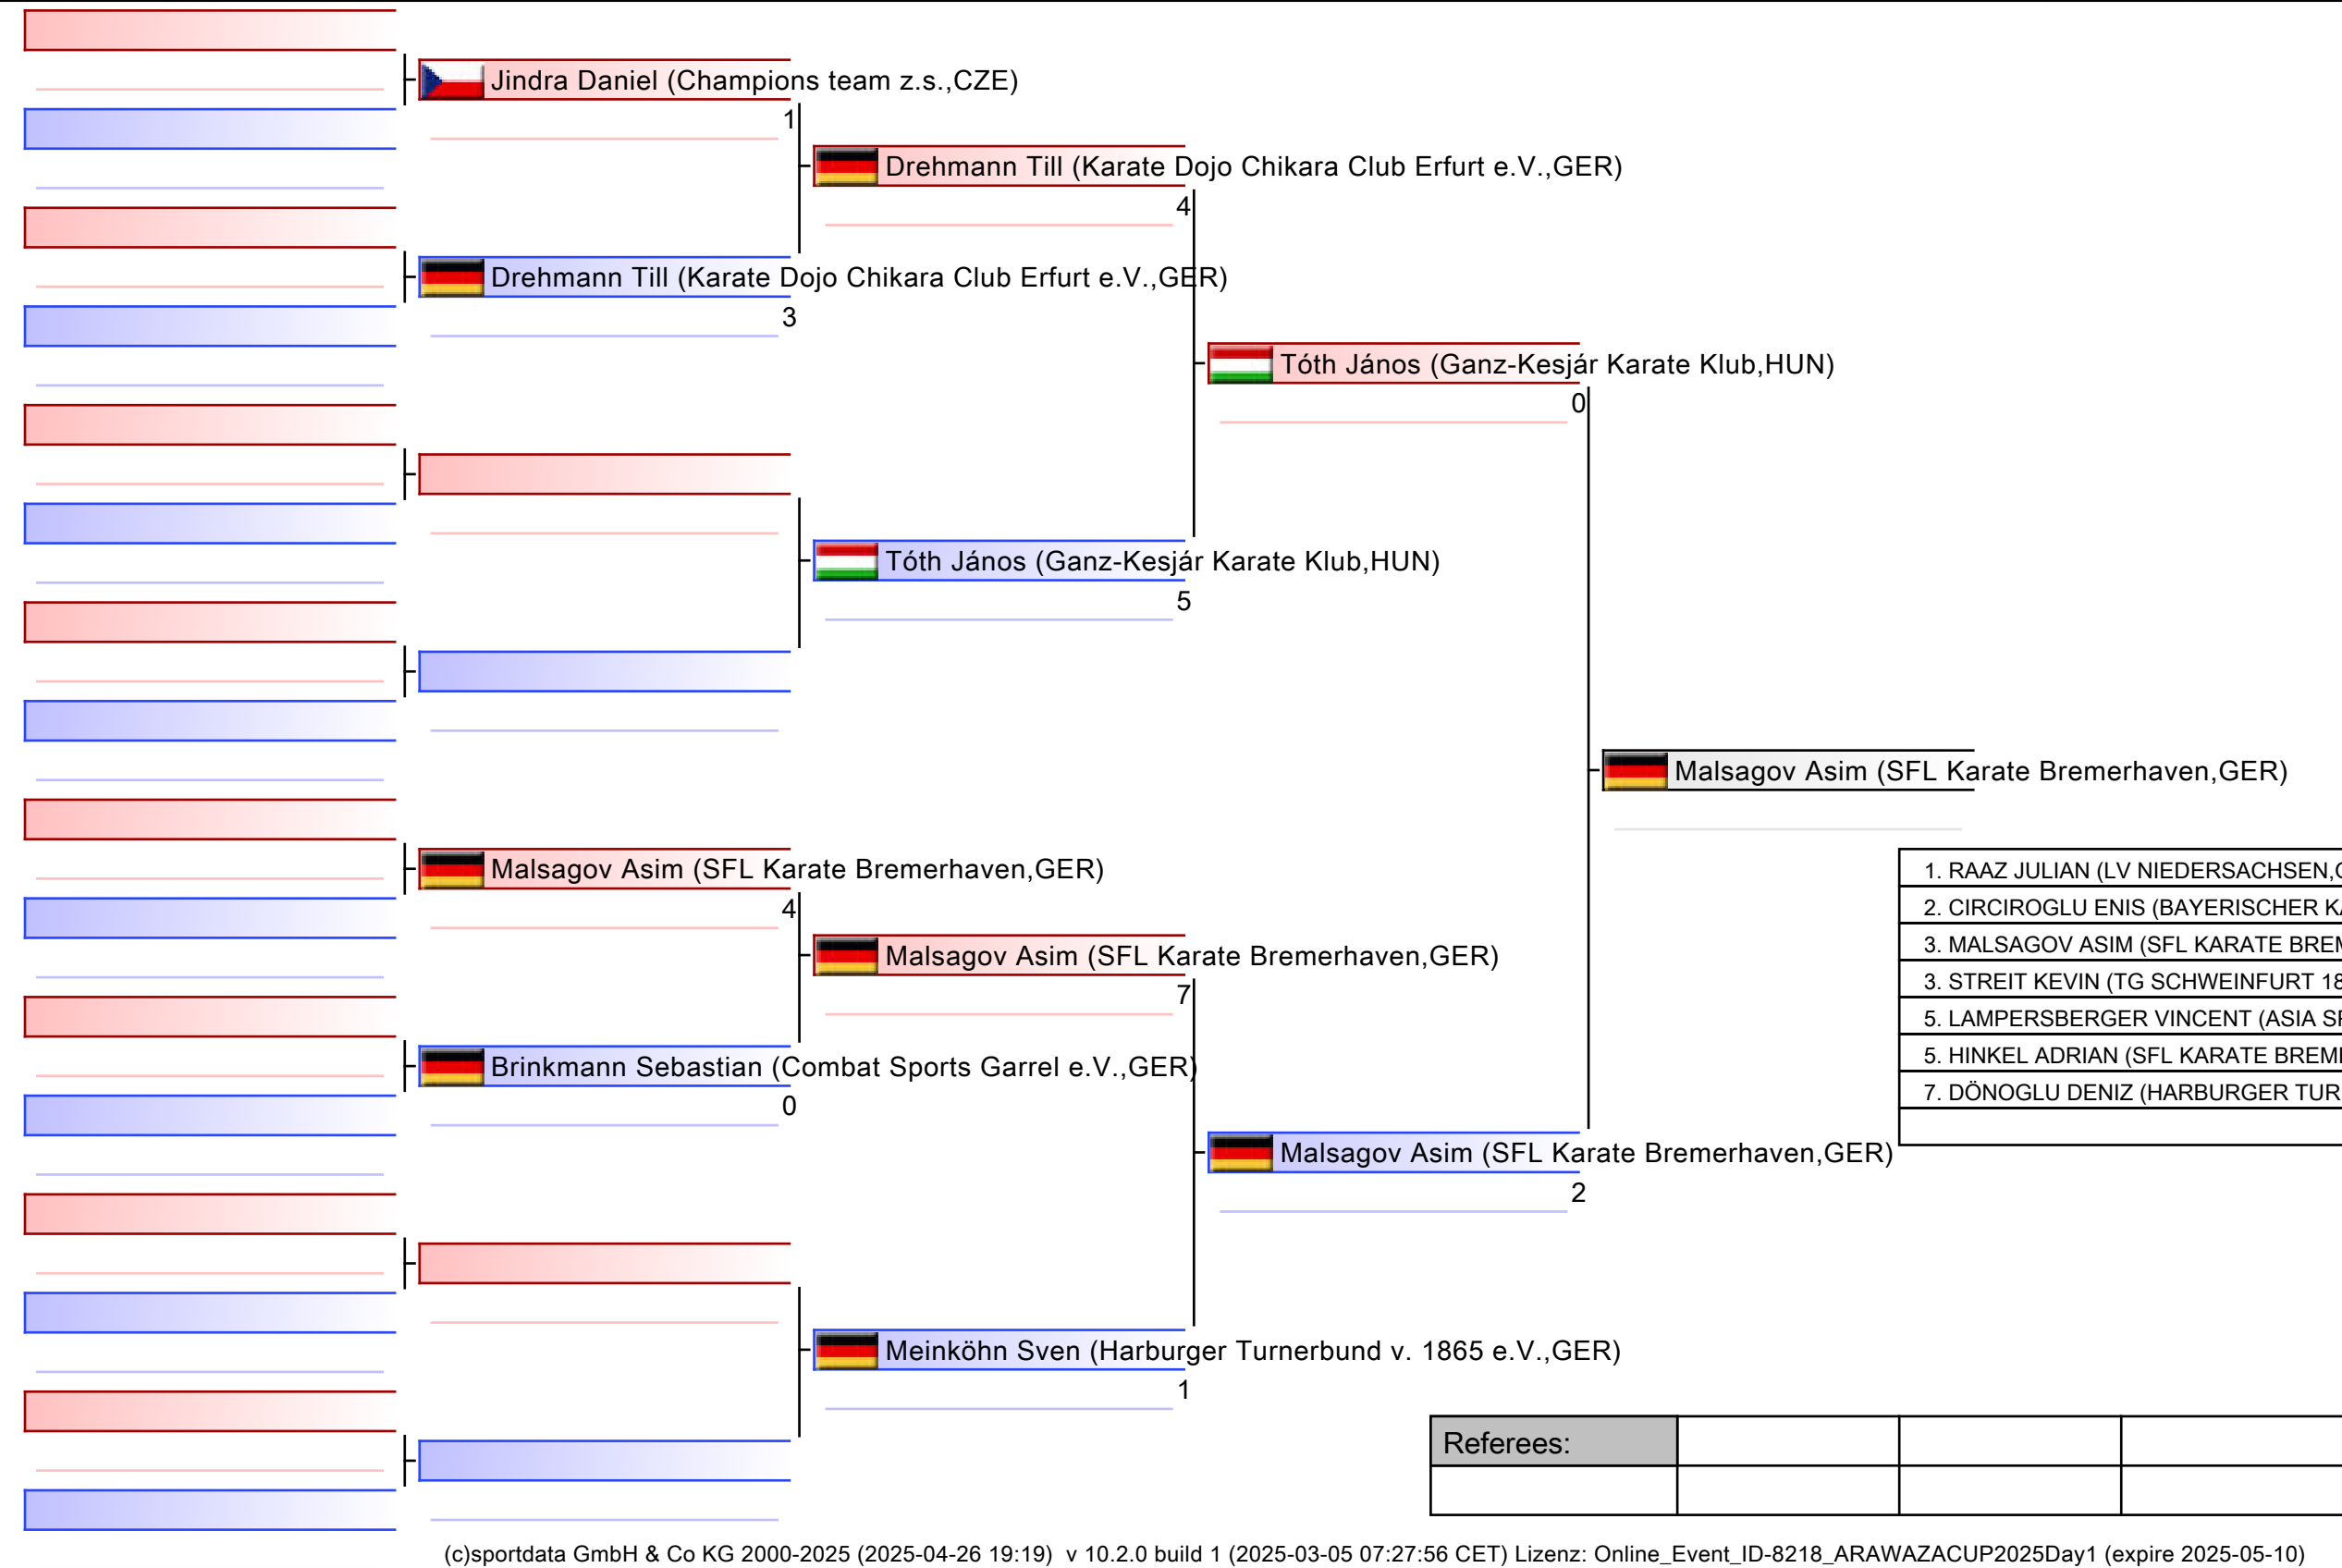 Jindra Daniel (Champions team z.s.,CZE)
1
Drehmann Till (Karate Dojo Chikara Club Erfurt e.V.,GER)
4
Drehmann Till (Karate Dojo Chikara Club Erfurt e.V.,GER)
3
Tóth János (Ganz-Kesjár Karate Klub,HUN)
0
Tóth János (Ganz-Kesjár Karate Klub,HUN)
5
Malsagov Asim (SFL Karate Bremerhaven,GER)
Malsagov Asim (SFL Karate Bremerhaven,GER)
4
Malsagov Asim (SFL Karate Bremerhaven,GER)
7
Brinkmann Sebastian (Combat Sports Garrel e.V.,GER)
0
Malsagov Asim (SFL Karate Bremerhaven,GER)
2
Meinköhn Sven (Harburger Turnerbund v. 1865 e.V.,GER)
1
1. RAAZ JULIAN (LV NIEDERSACHSEN,
2. CIRCIROGLU ENIS (BAYERISCHER
3. MALSAGOV ASIM (SFL KARATE
3. STREIT KEVIN (TG SCHWEINFURT
5. LAMPERSBERGER VINCENT (ASIA
5. HINKEL ADRIAN (SFL KARATE
7. DÖNOGLU DENIZ (HARBURGER
Referees:
(c)sportdata GmbH & Co KG 2000-2025 (2025-04-26 19:19) v 10.2.0 build 1 (2025-03-05 07:27:56 CET) Lizenz: Online_Event_ID-8218_ARAWAZACUP2025Day1 (expire 2025-05-10)